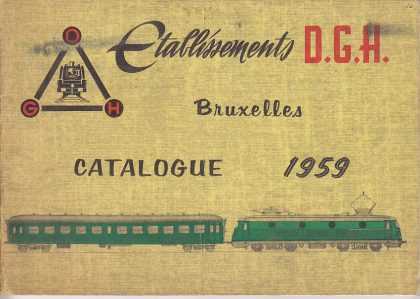 Etablissements D.G.H.
D
G H
Bruxelles
CATALOGUE 1959